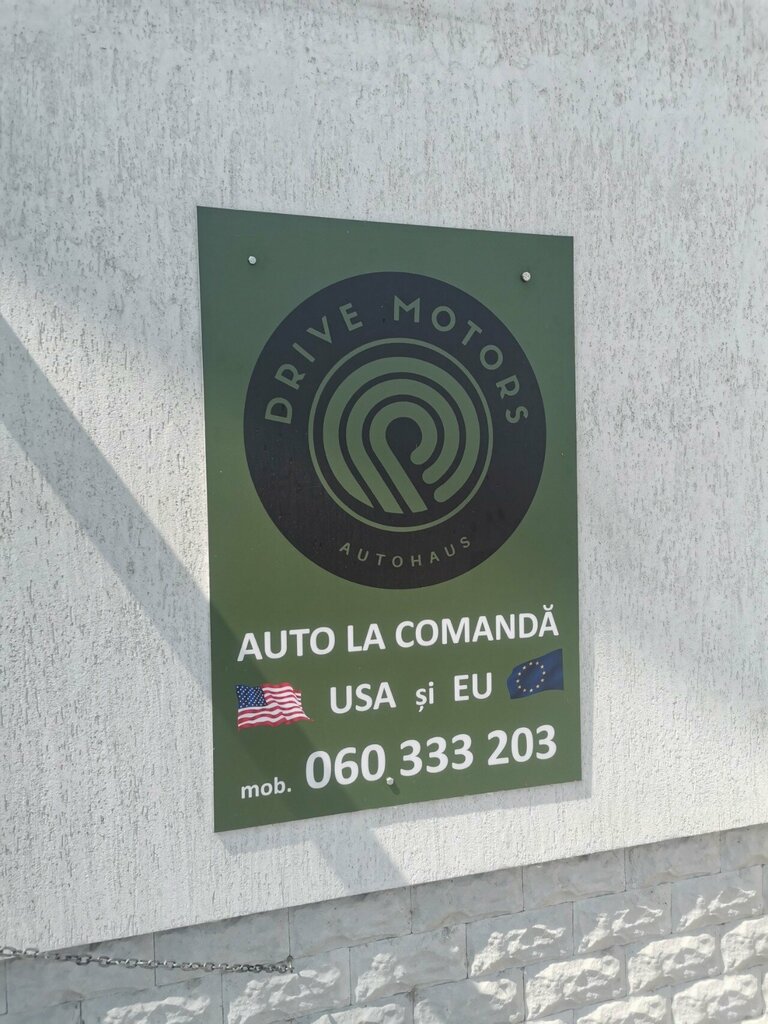 DRIVE MOTORS
AUTOHAUS
AUTO LA COMANDĂ
USA și EU
mob. 060 333 203